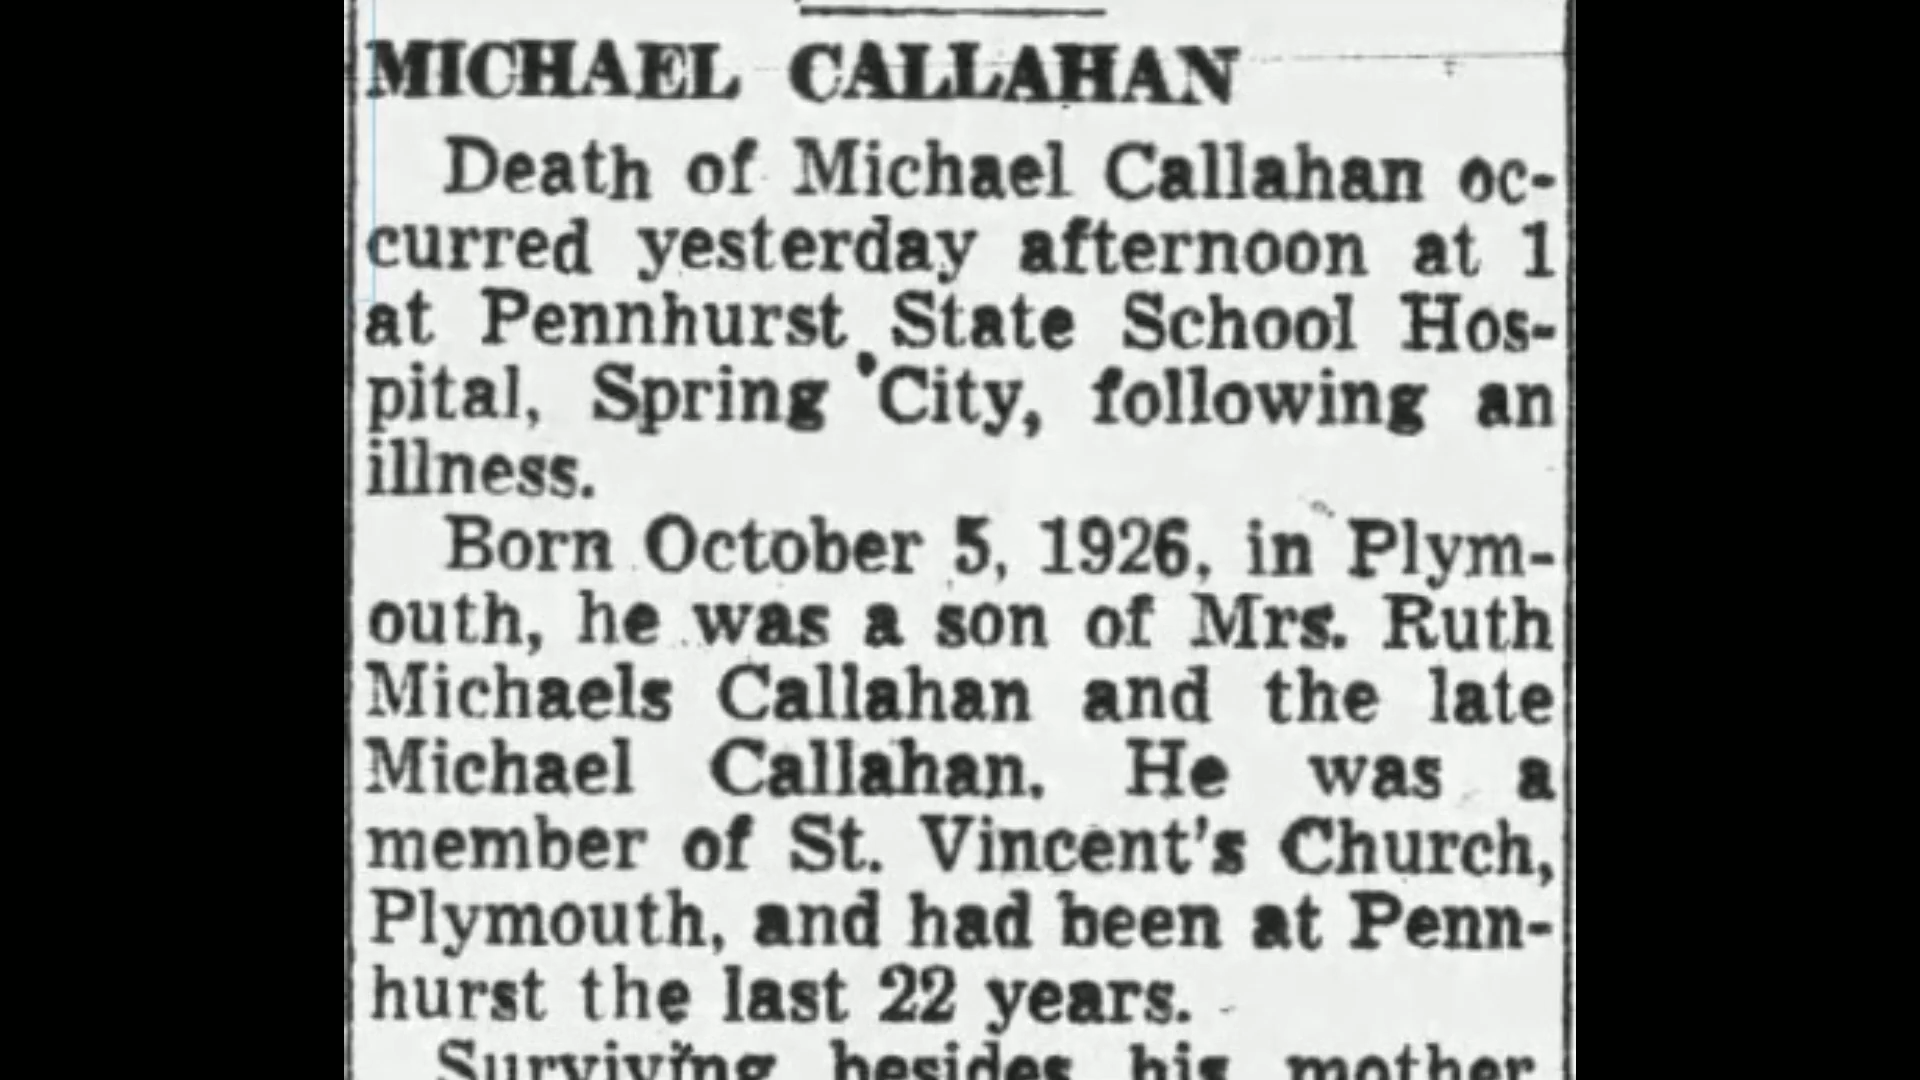 MICHAEL CALLAHAN
Death of Michael Callahan oc-
curred yesterday afternoon at 1
at Pennhurst State School Hos-
pital, Spring City, following an
illness.
Born October 5, 1926, in Plym-
outh, he was a son of Mrs. Ruth
Michaels Callahan and the late
Michael Callahan. He was a
member of St. Vincent's Church,
Plymouth, and had been at Penn-
hurst the last 22 years.
Surviving besides his mother